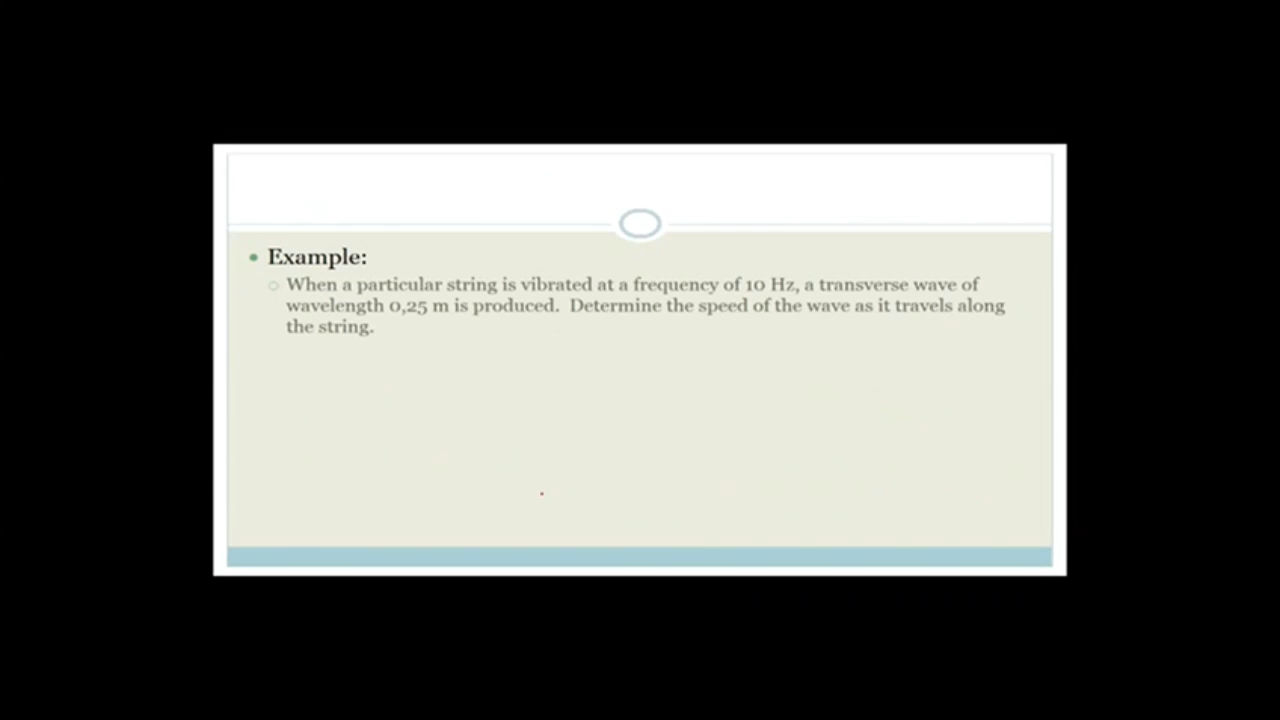 Example:
When a particular string is vibrated at a frequency of 10 Hz, a transverse wave of
wavelength 0,25 m is produced.  Determine the speed of the wave as it travels along
the string.